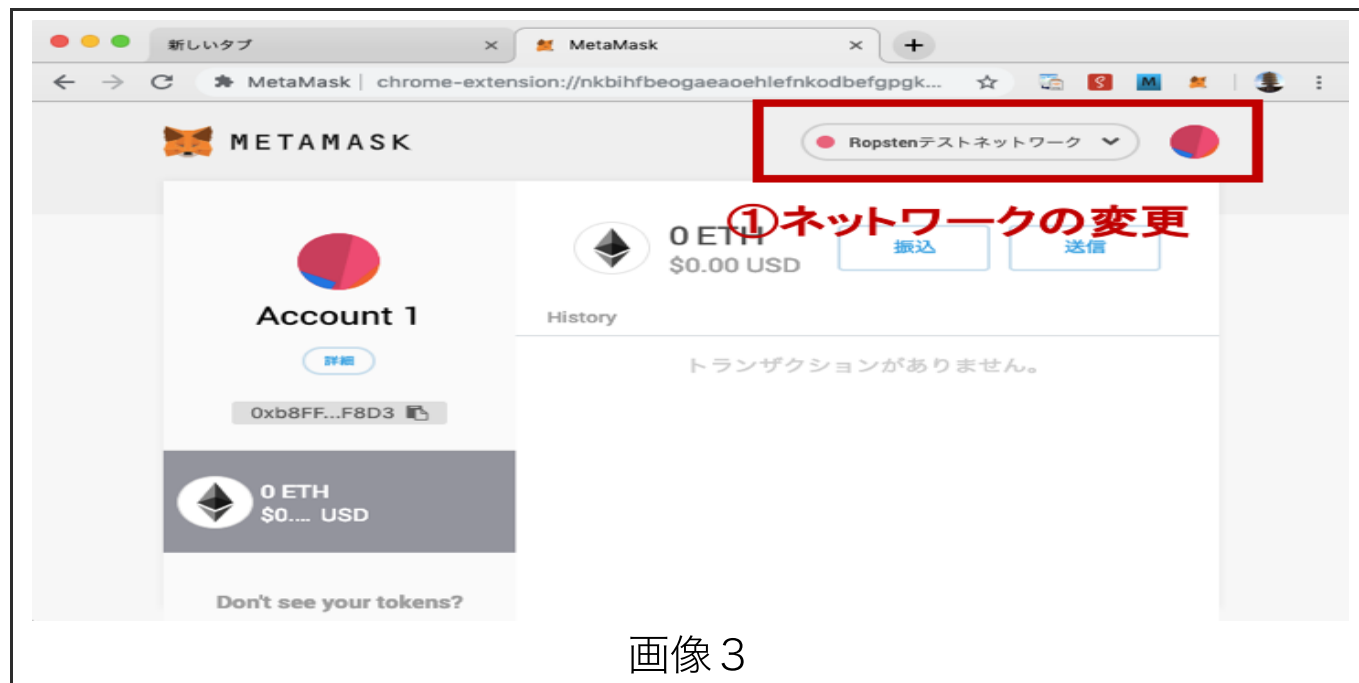 新しいタブ
MetaMask
MetaMask
chrome-extension://nkbihfbeogaeaoehlefnkodbefgpgk...
METAMASK
Ropstenテストネットワーク
①ネットワークの変更
0 ETH
$0.00 USD
振込
送信
Account 1
詳細
0xb8FF...F8D3
History
トランザクションがありません。
0 ETH
$0.... USD
Don't see your tokens?
画像3